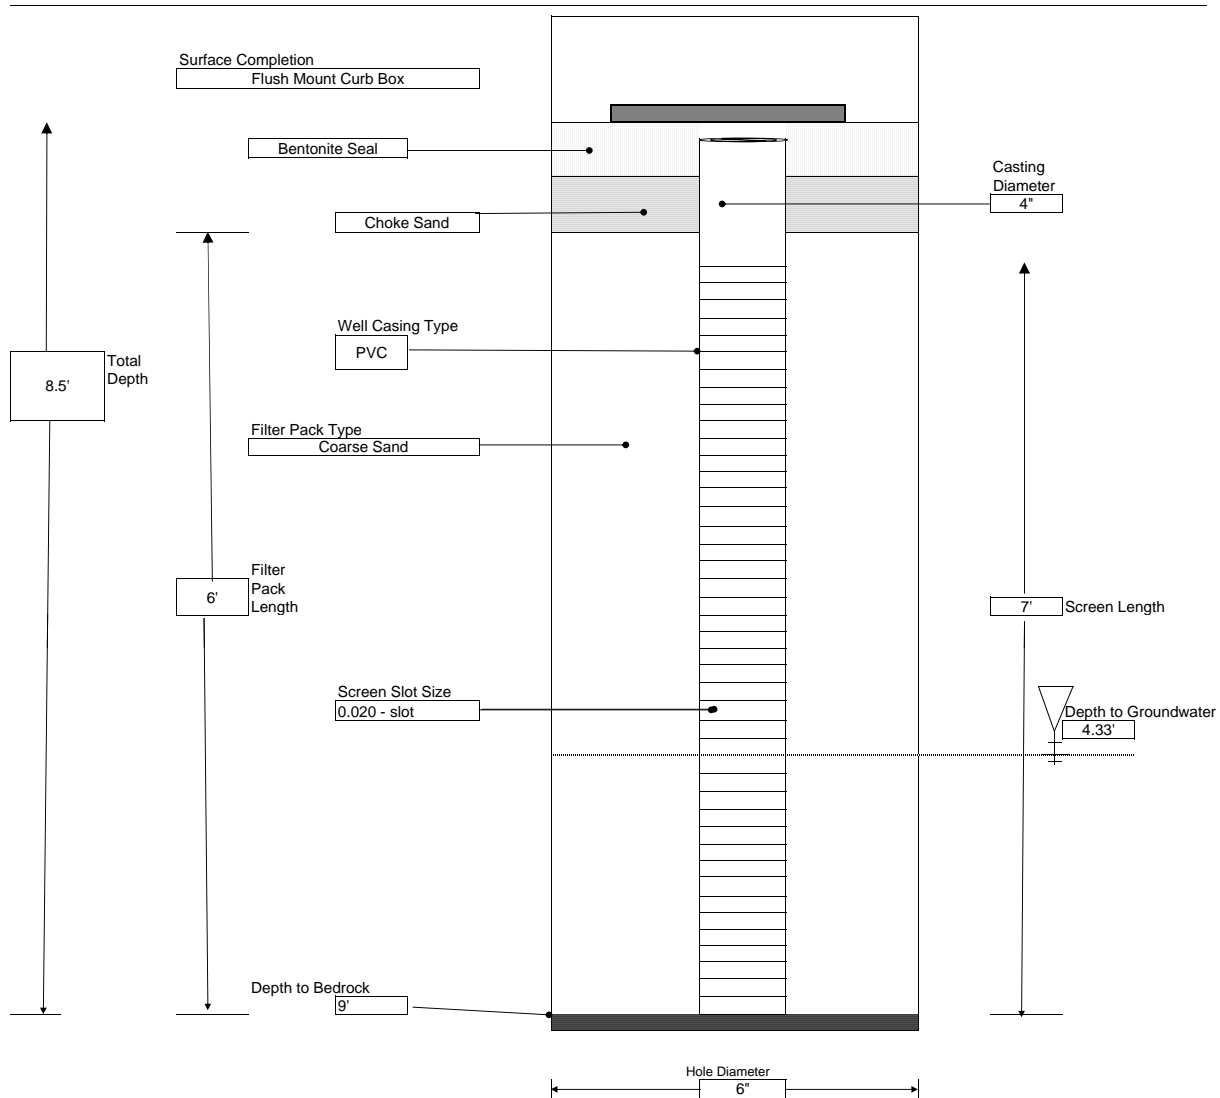 Surface Completion
Flush Mount Curb Box
Bentonite Seal
Casting
Diameter
4"
Choke Sand
Well Casing Type
PVC
Total
Depth
8.5'
Filter Pack Type
Coarse Sand
Filter
Pack
Length
6'
7'
Screen Length
Screen Slot Size
0.020 - slot
Depth to Groundwater
4.33'
Depth to Bedrock
9'
Hole Diameter
6"